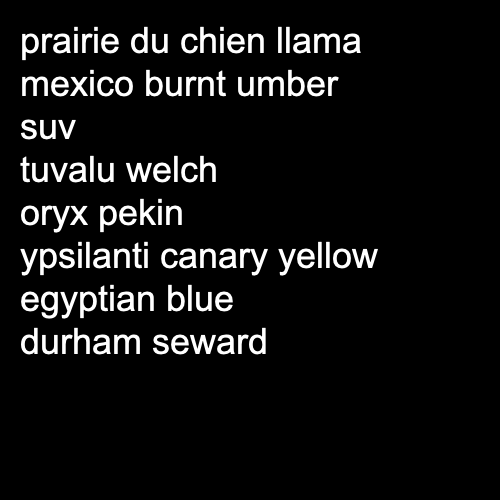 prairie du chien llama
mexico burnt umber
suv
tuvalu welch
oryx pekin
ypsilanti canary yellow
egyptian blue
durham seward